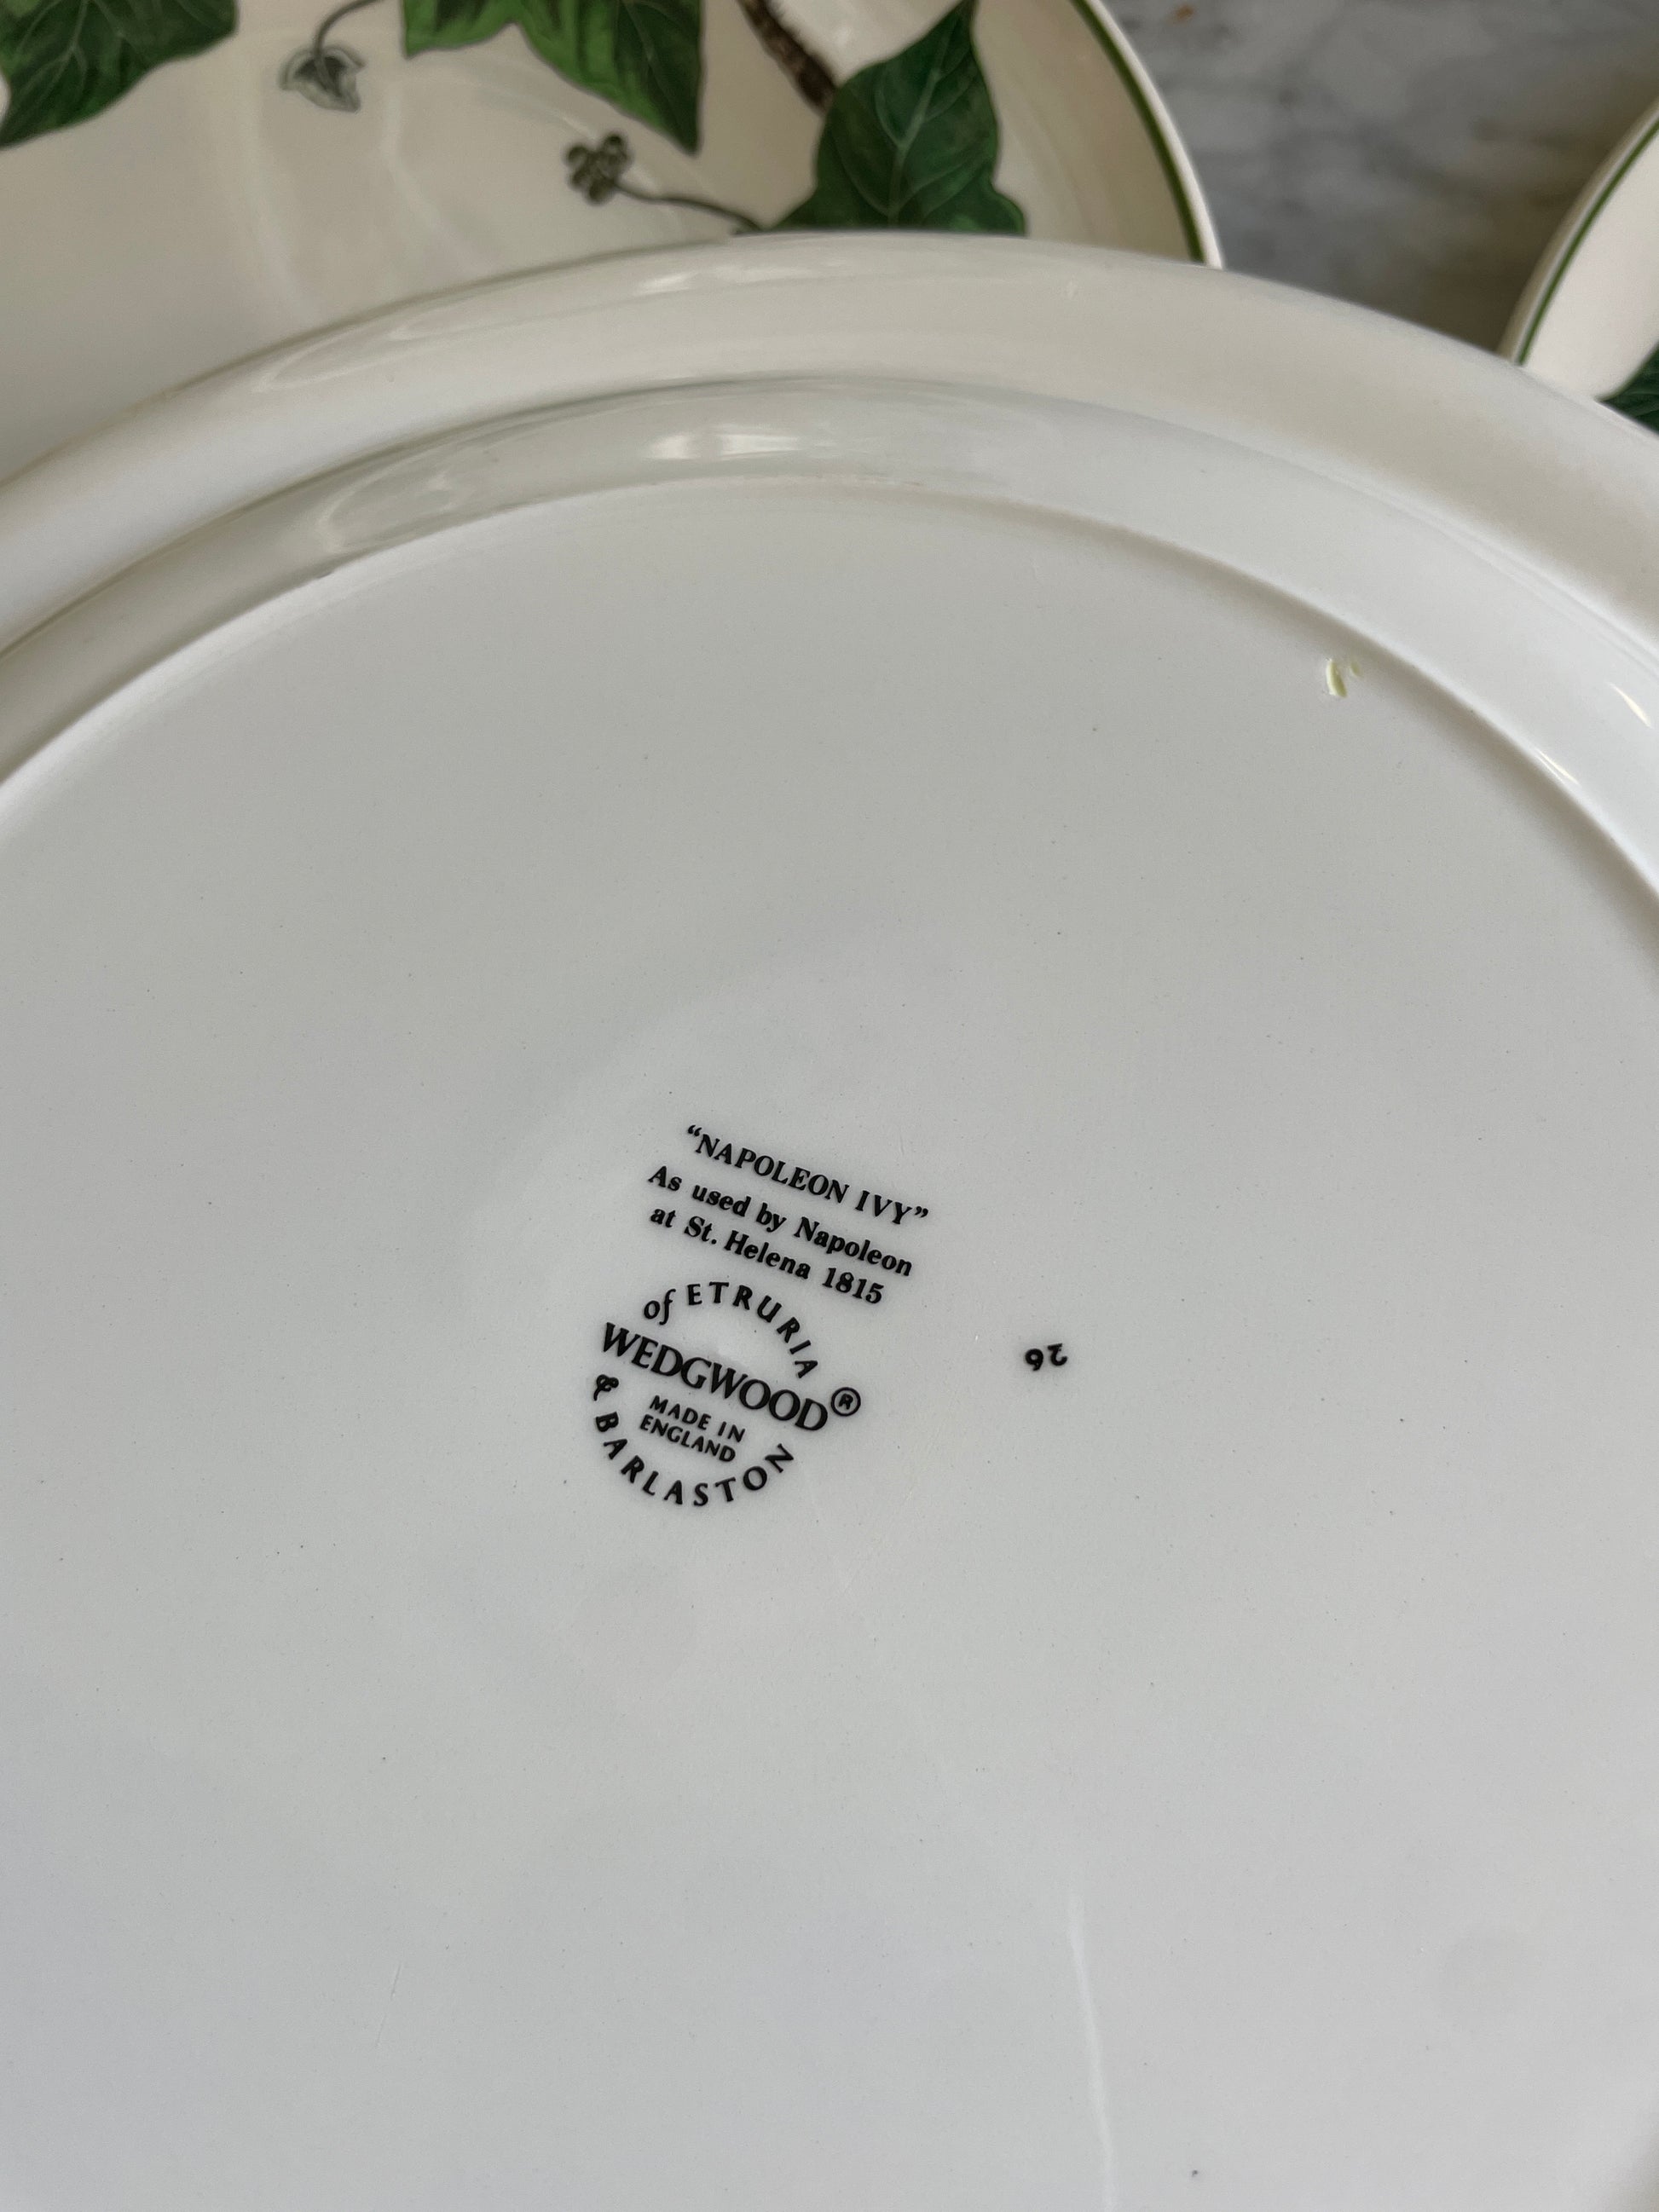 “NAPOLEON IVY”
As used by Napoleon
at St. Helena 1815
of ETRURIA
WEDGWOOD®
MADE IN
ENGLAND
& BARLASTON
26